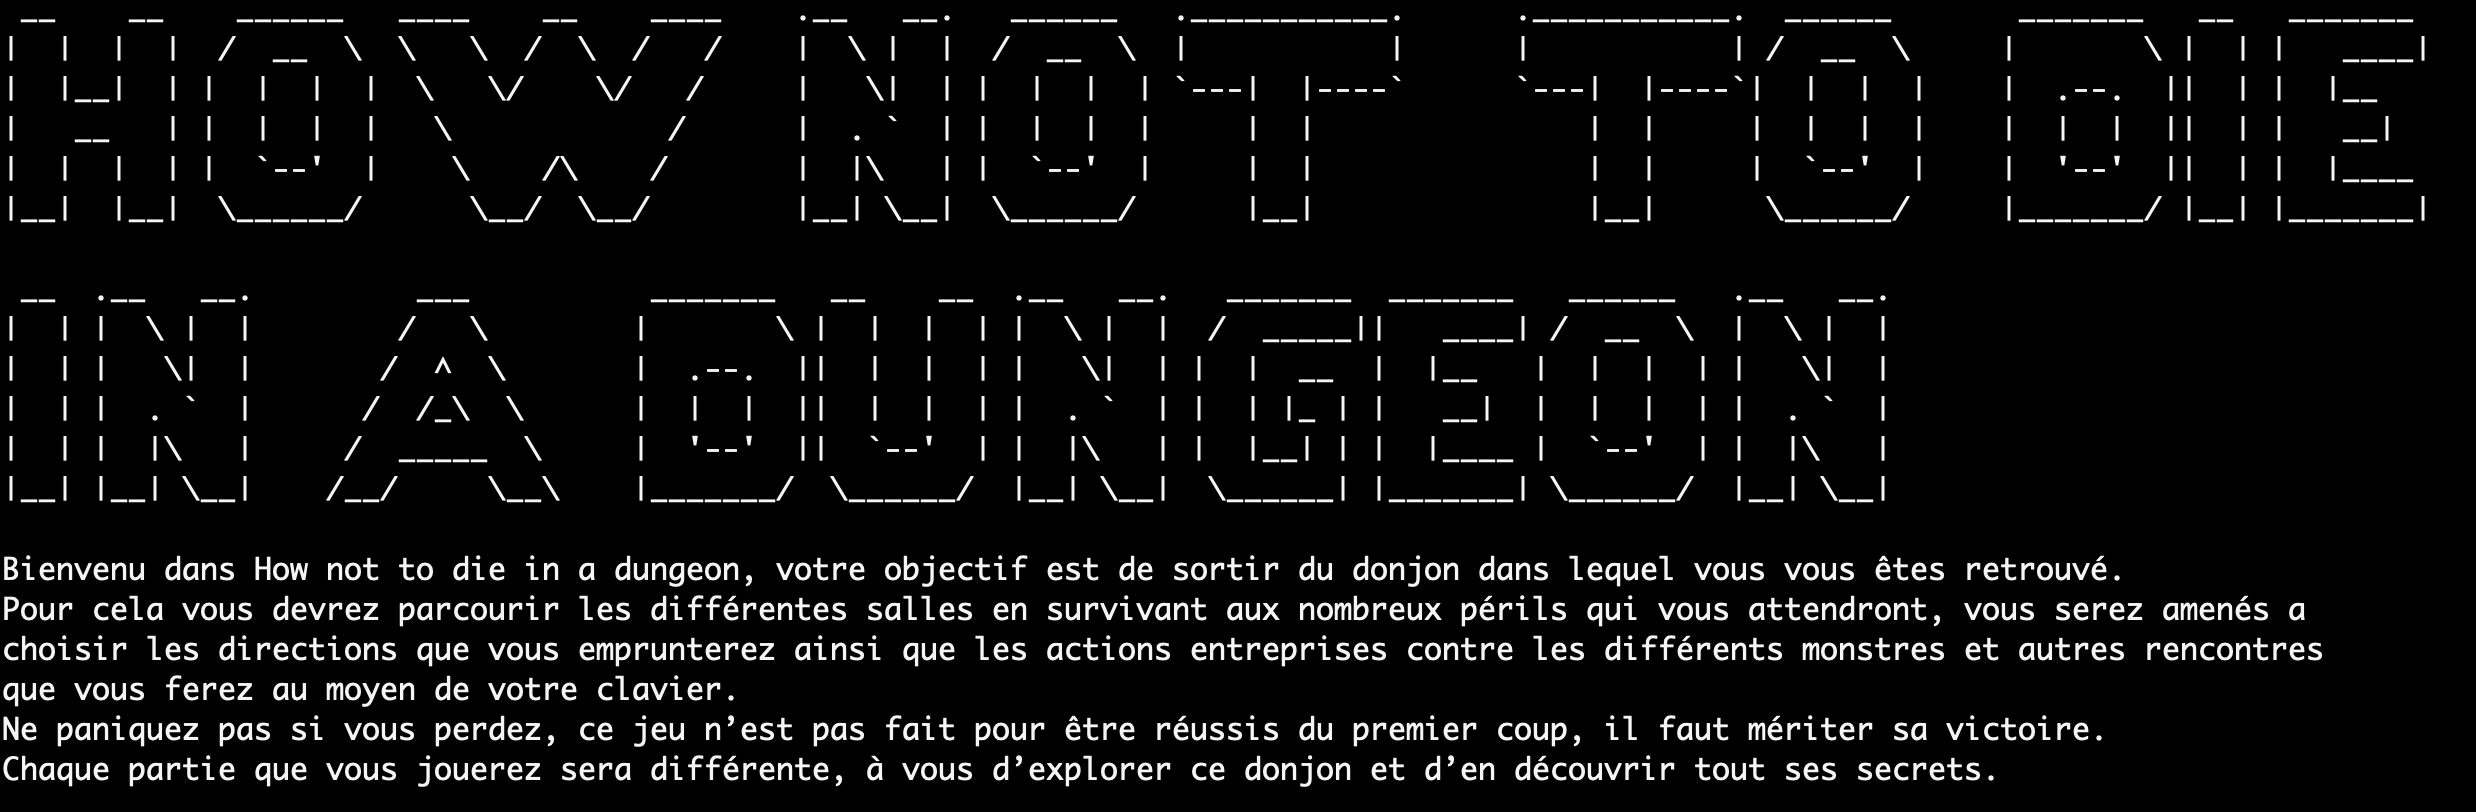 HOW NOT TO DIE
IN A DUNGEON
Bienvenu dans How not to die in a dungeon, votre objectif est de sortir du donjon dans lequel vous vous êtes retrouvé.
Pour cela vous devrez parcourir les différentes salles en survivant aux nombreux périls qui vous attendront, vous serez amenés a
choisir les directions que vous emprunterez ainsi que les actions entreprises contre les différents monstres et autres rencontres
que vous ferez au moyen de votre clavier.
Ne paniquez pas si vous perdez, ce jeu n’est pas fait pour être réussis du premier coup, il faut mériter sa victoire.
Chaque partie que vous jouerez sera différente, à vous d’explorer ce donjon et d’en découvrir tout ses secrets.